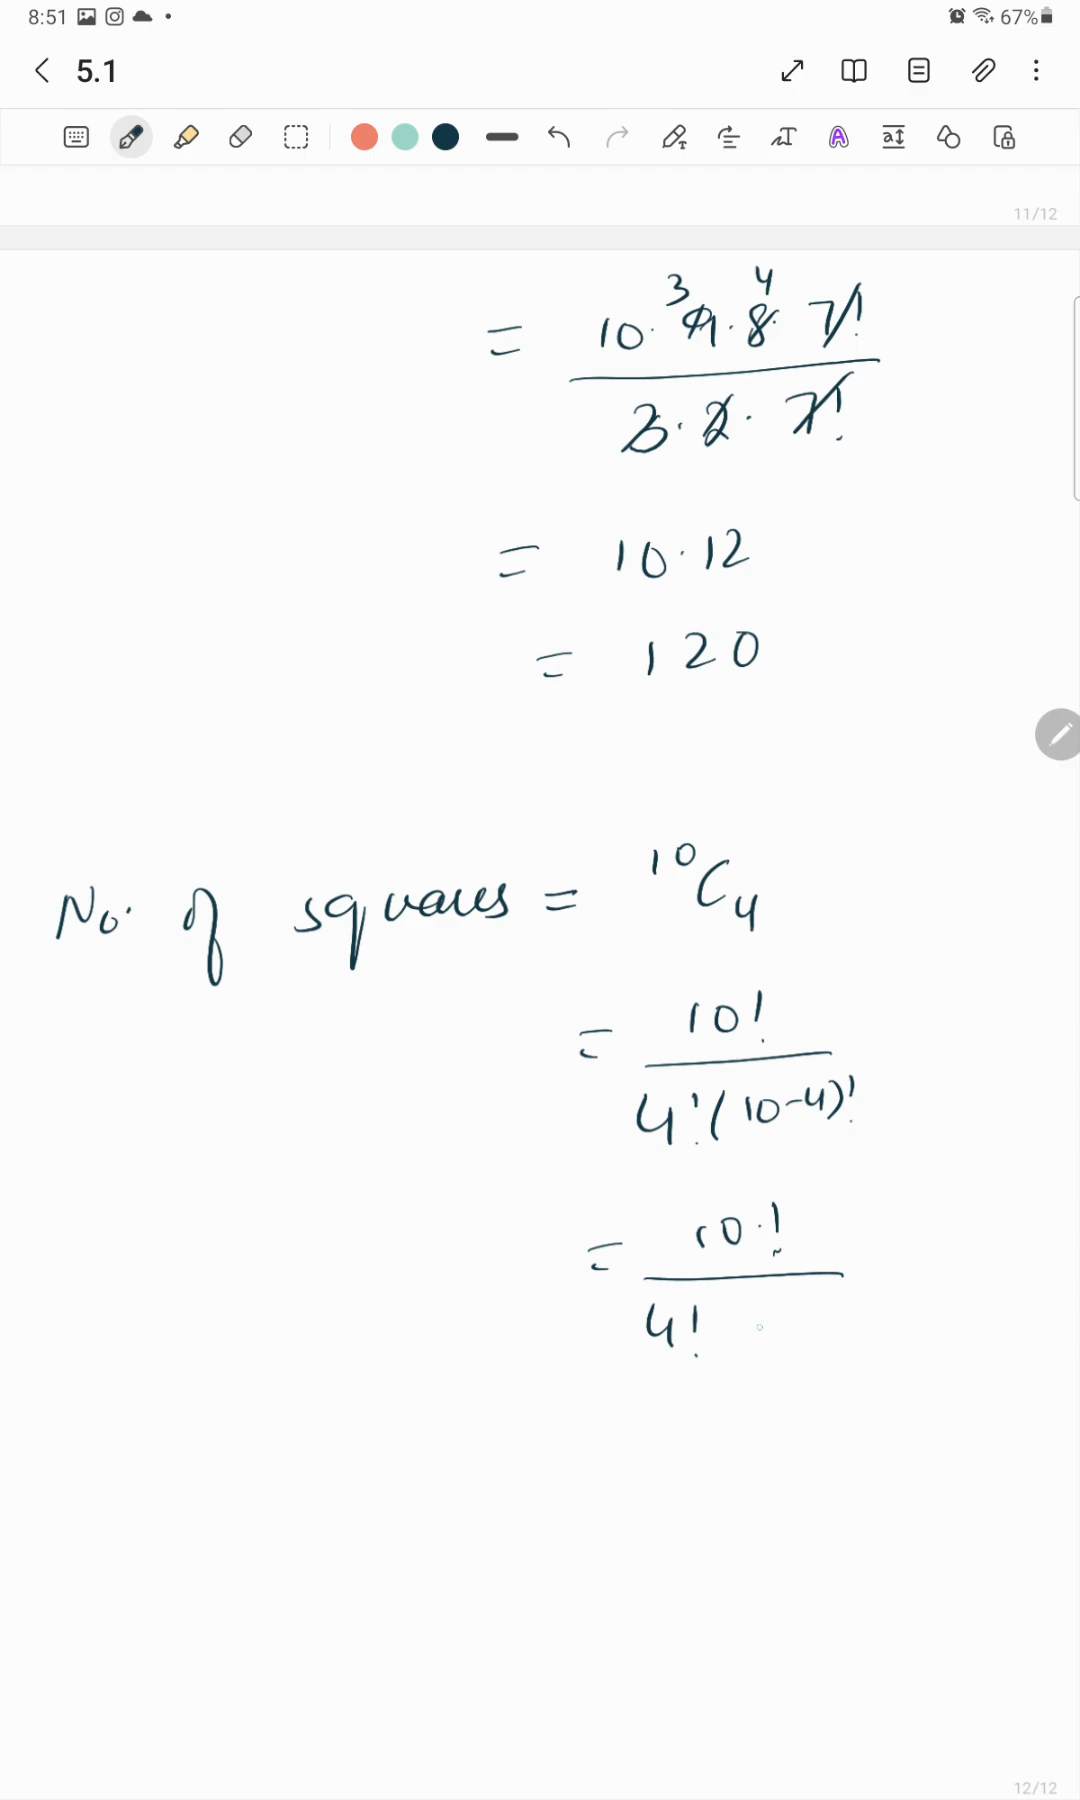 8:51 67%
5.1
11/12
3 4
= 10 · 9 · 8 · 7!
3 · 2 · 7!
= 10 · 12
= 120
No. of squares = ¹⁰C₄
= 10!
4! (10-4)!
= 10!
4!
12/12